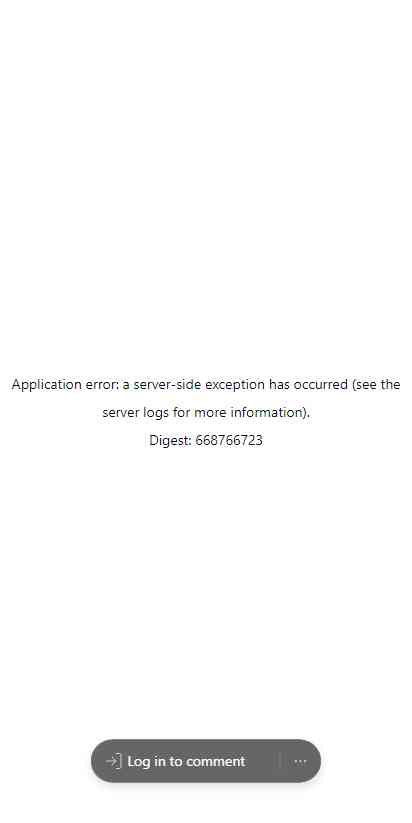 Application error: a server-side exception has occurred (see the
server logs for more information).
Digest: 668766723
Log in to comment